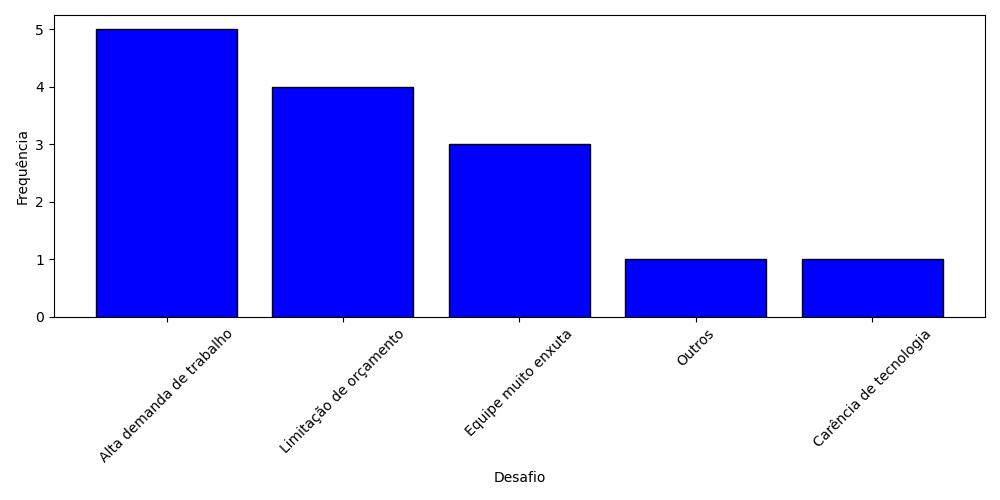 5
4
3
2
1
0
Frequência
Alta demanda de trabalho
Limitação de orçamento
Equipe muito enxuta
Outros
Carência de tecnologia
Desafio